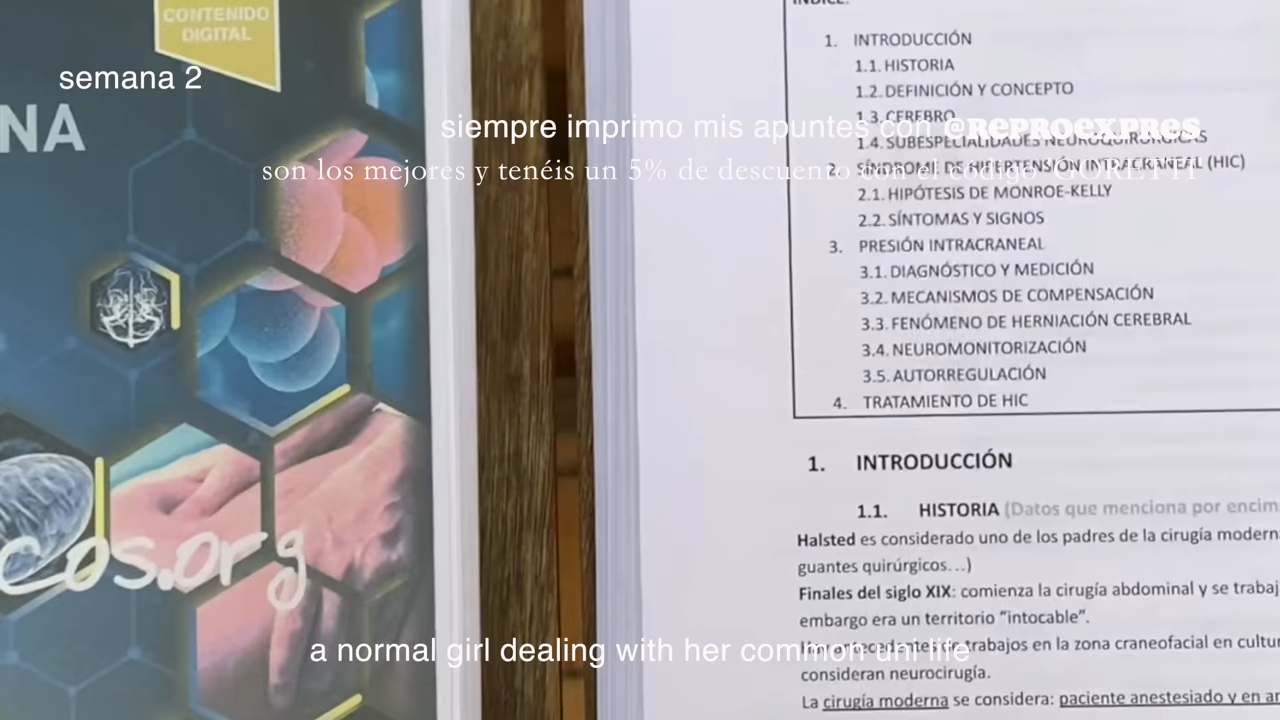 CONTENIDO
DIGITAL
semana 2
NA
siempre imprimo mis apuntes con @REPROEXPRES
son los mejores y tenéis un 5% de descuento con el código "GORETTI"
cos.org
a normal girl dealing with her common uni life
ÍNDICE:
1. INTRODUCCIÓN
1.1. HISTORIA
1.2. DEFINICIÓN Y CONCEPTO
1.3. CEREBRO
1.4. SUBESPECIALIDADES NEUROQUIRÚRGICAS
2. SÍNDROME DE HIPERTENSIÓN INTRACRANEAL (HIC)
2.1. HIPÓTESIS DE MONROE-KELLY
2.2. SÍNTOMAS Y SIGNOS
3. PRESIÓN INTRACRANEAL
3.1. DIAGNÓSTICO Y MEDICIÓN
3.2. MECANISMOS DE COMPENSACIÓN
3.3. FENÓMENO DE HERNIACIÓN CEREBRAL
3.4. NEUROMONITORIZACIÓN
3.5. AUTORREGULACIÓN
4. TRATAMIENTO DE HIC
1. INTRODUCCIÓN
1.1. HISTORIA (Datos que menciona por encim
Halsted es considerado uno de los padres de la cirugía modern
guantes quirúrgicos…)
Finales del siglo XIX: comienza la cirugía abdominal y se trabaj
embargo era un territorio "intocable".
trabajos en la zona craneofacial en cultu
consideran neurocirugía.
La cirugía moderna se considera: paciente anestesiado y en